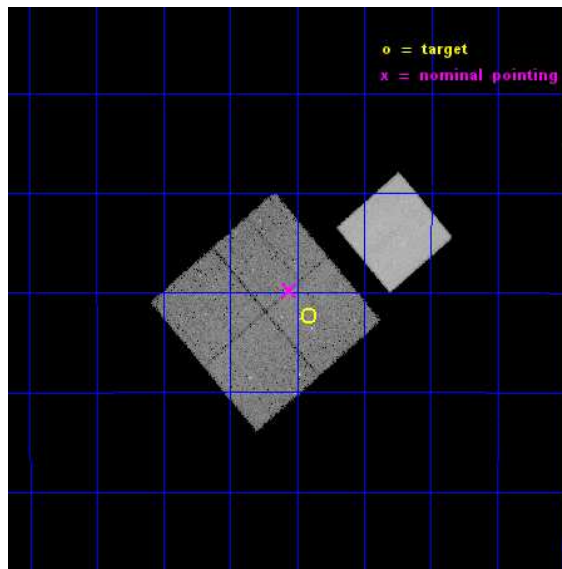 o = target
x = nominal pointing